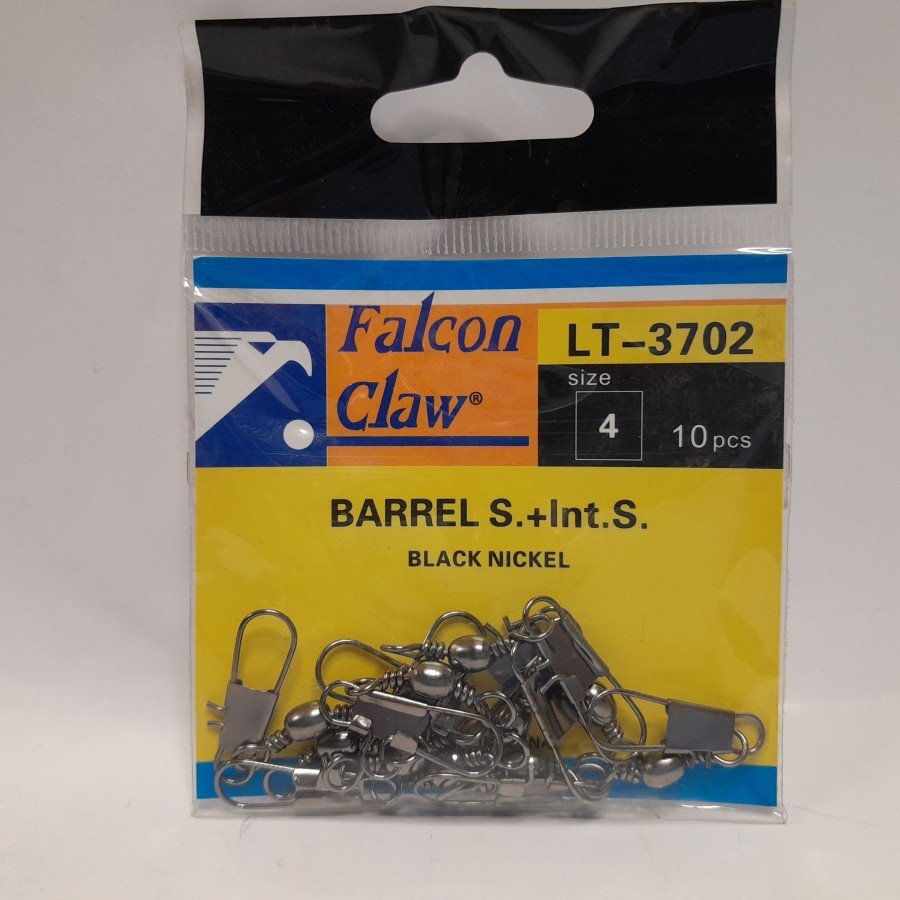 Falcon
Claw®
LT-3702
size
4
10pcs
BARREL S.+Int.S.
BLACK NICKEL